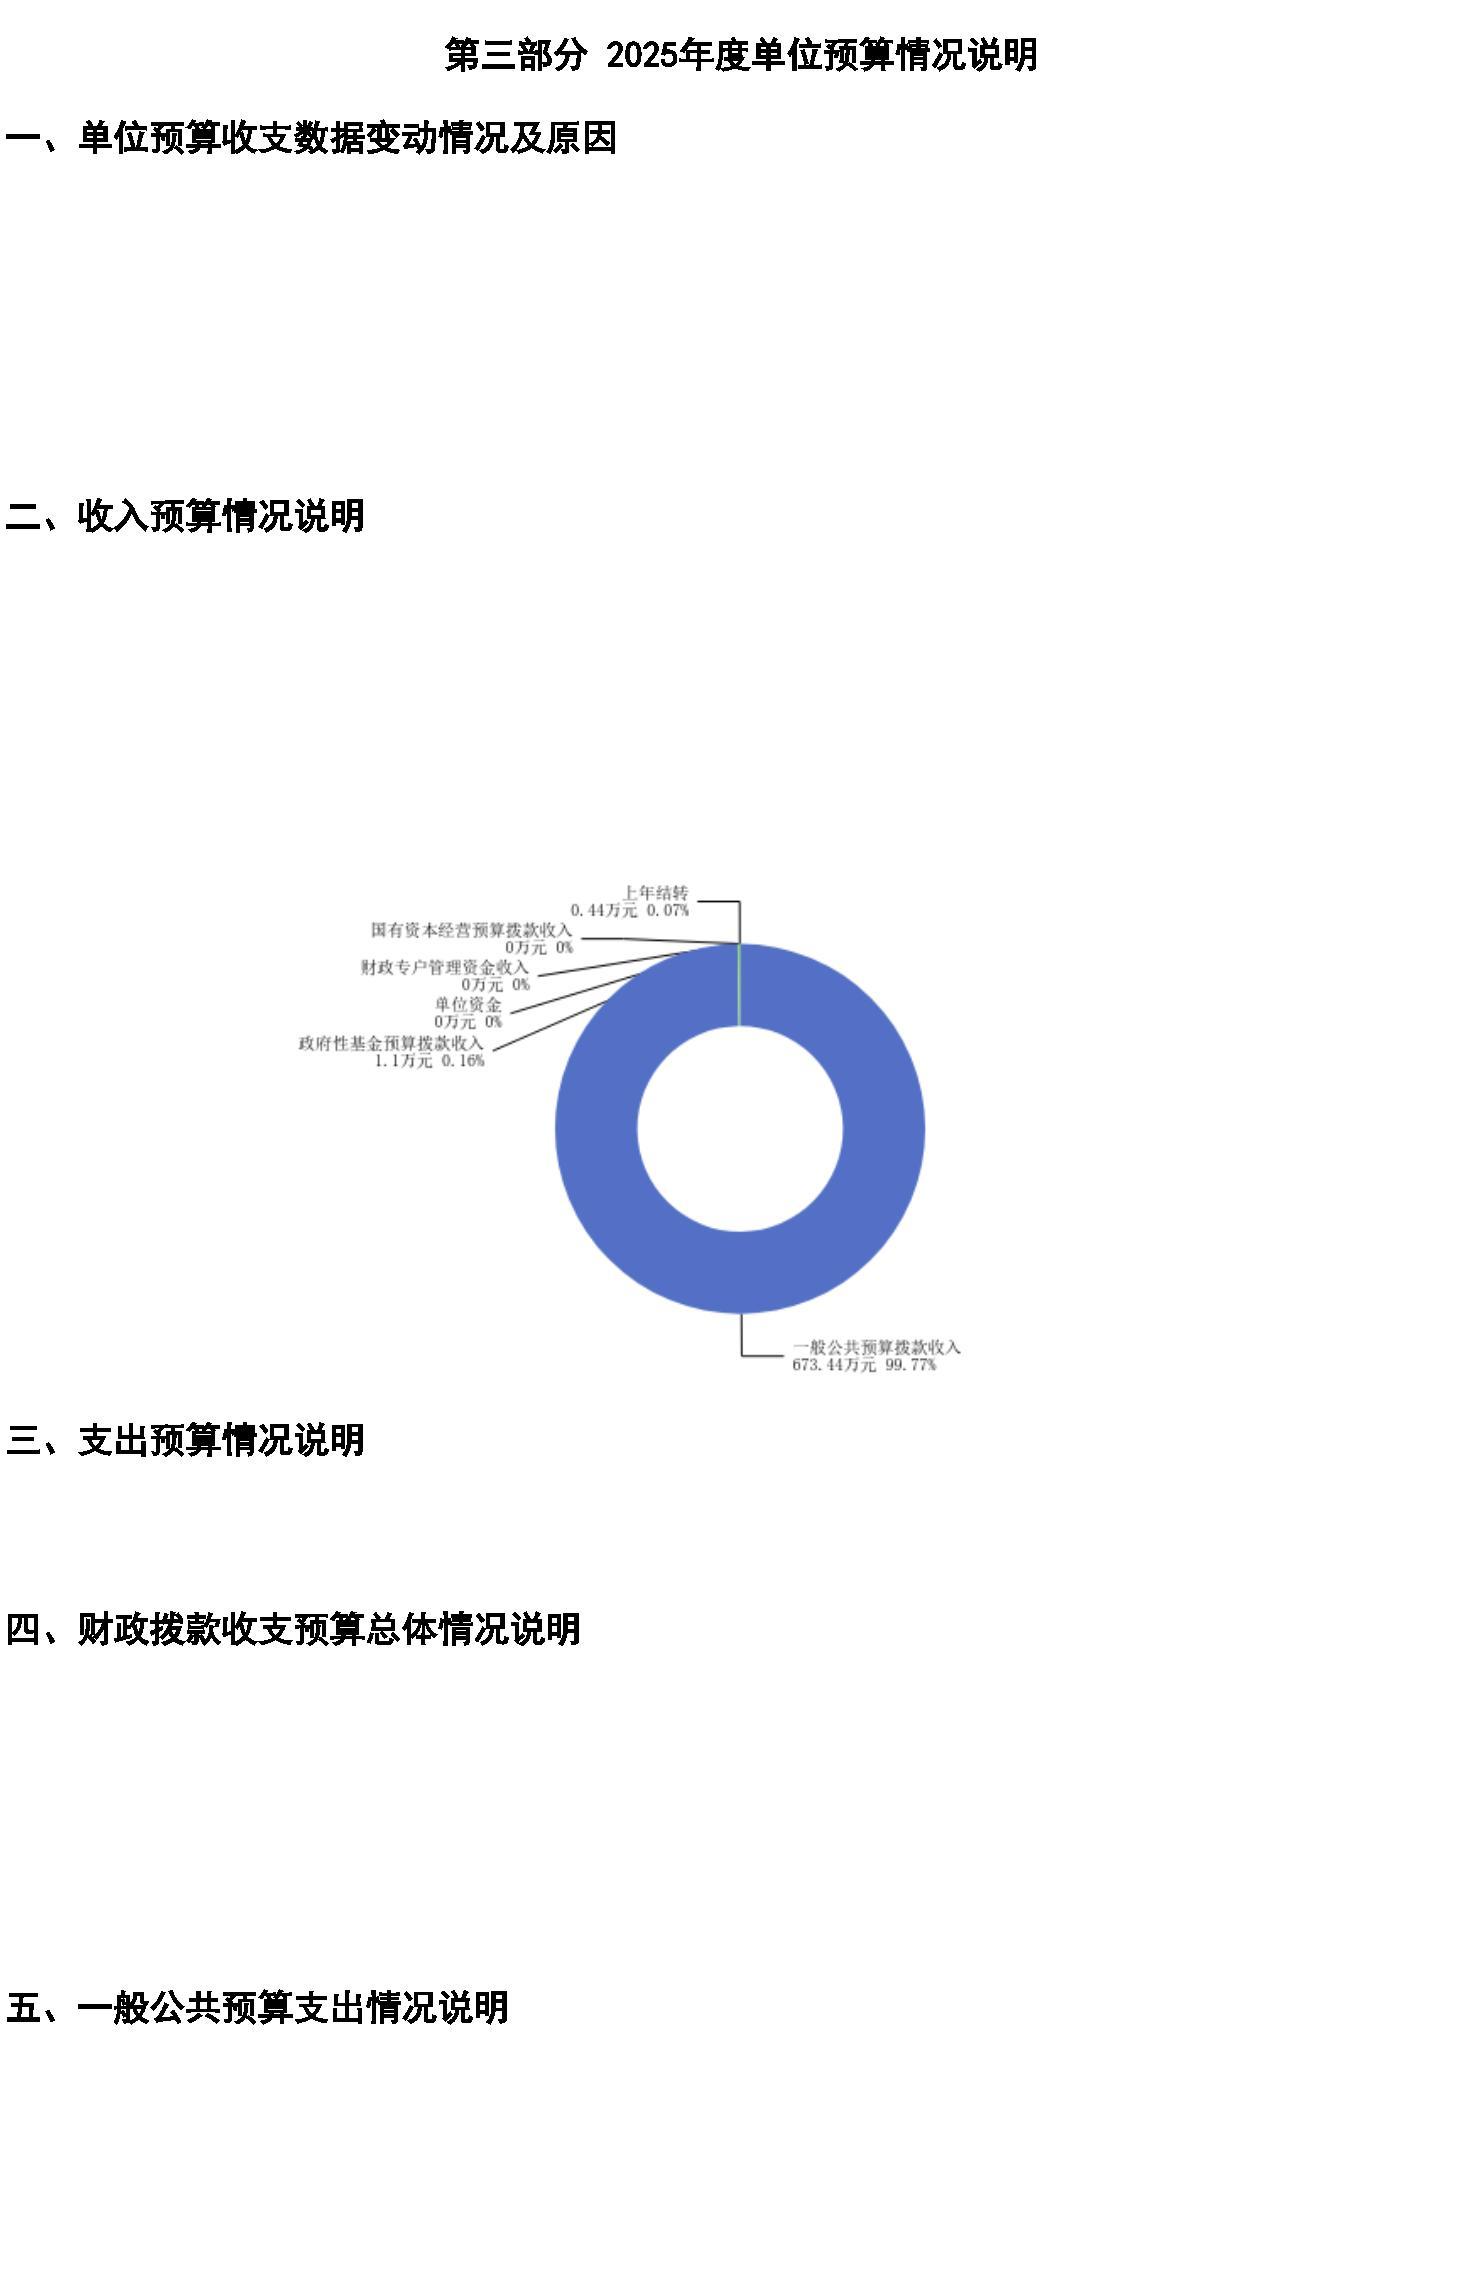 第三部分 2025年度单位预算情况说明
一、单位预算收支数据变动情况及原因
二、收入预算情况说明
上年结转
0.44万元 0.07%
国有资本经营预算拨款收入
0万元 0%
财政专户管理资金收入
0万元 0%
单位资金
0万元 0%
政府性基金预算拨款收入
1.1万元 0.16%
一般公共预算拨款收入
673.44万元 99.77%
三、支出预算情况说明
四、财政拨款收支预算总体情况说明
五、一般公共预算支出情况说明